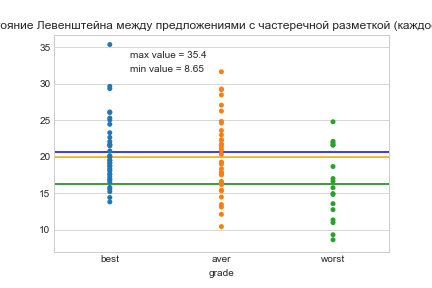 тояние Левенштейна между предложениями с частеречной разметкой (каждо
max value = 35.4
min value = 8.65
35
30
25
20
15
10
best aver worst
grade